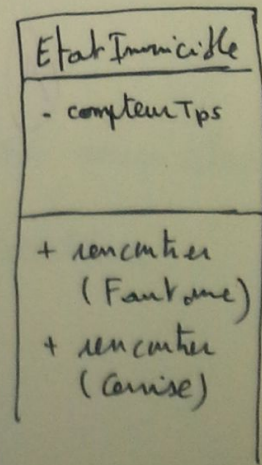 EtatInvincible
- compteurTps
+ rencontrer
(Fantome)
+ rencontrer
(Cerise)